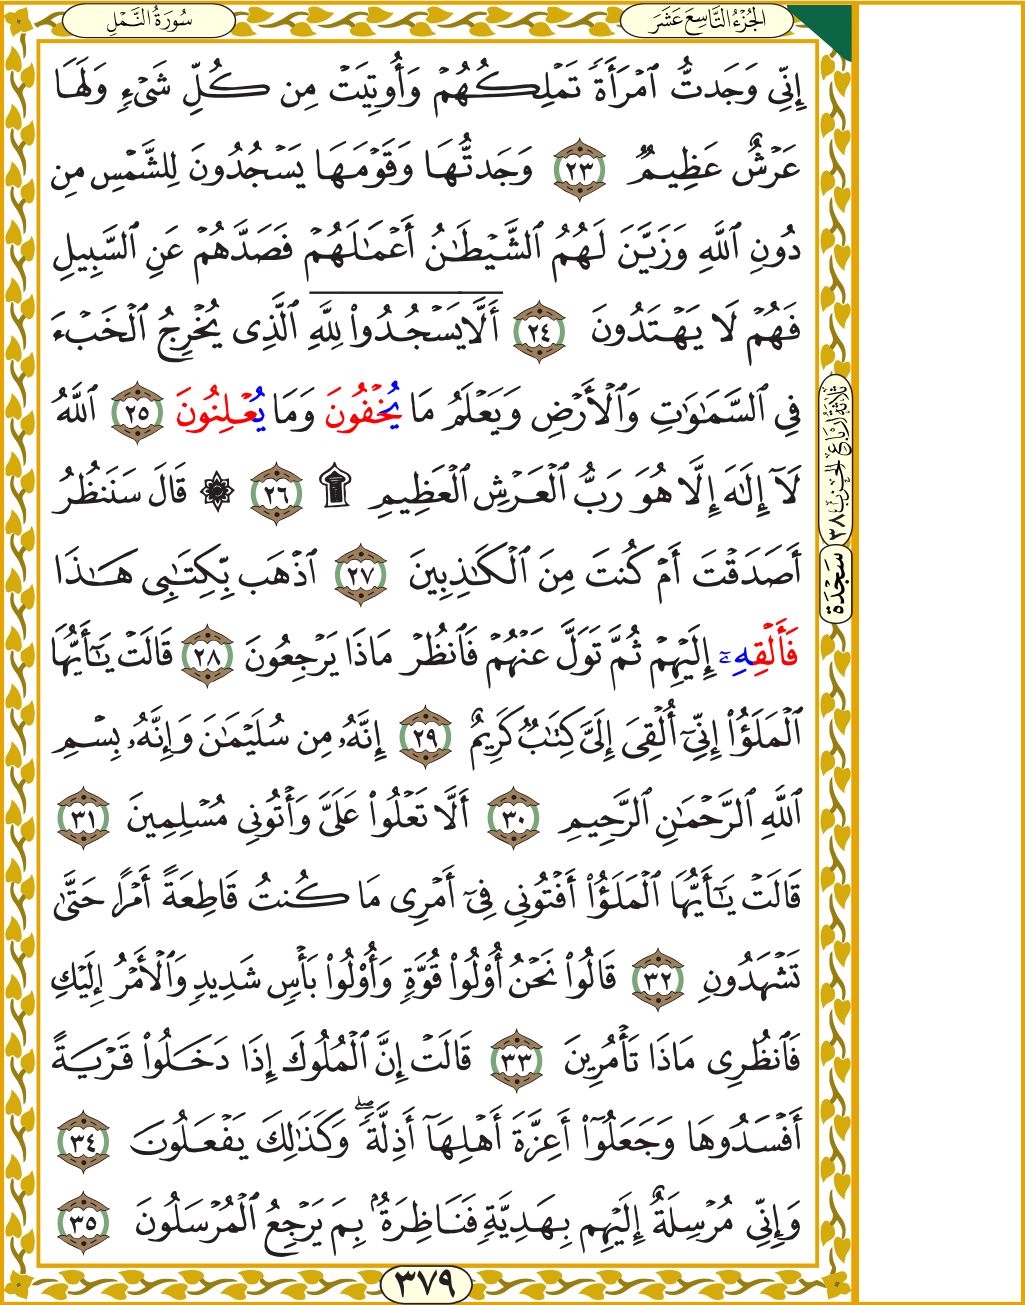 الجُزْءُ التَّاسِعَ عَشَرَ
سُورَةُ النَّمْلِ
إِنِّي وَجَدتُّ ٱمْرَأَةً تَمْلِكُهُمْ وَأُوتِيَتْ مِن كُلِّ شَيْءٍ وَلَهَا
عَرْشٌ عَظِيمٌ ٢٣ وَجَدتُّهَا وَقَوْمَهَا يَسْجُدُونَ لِلشَّمْسِ مِن
دُونِ ٱللَّهِ وَزَيَّنَ لَهُمُ ٱلشَّيْطَٰنُ أَعْمَٰلَهُمْ فَصَدَّهُمْ عَنِ ٱلسَّبِيلِ
فَهُمْ لَا يَهْتَدُونَ ٢٤ أَلَّا يَسْجُدُوا۟ لِلَّهِ ٱلَّذِى يُخْرِجُ ٱلْخَبْءَ
فِي ٱلسَّمَٰوَٰتِ وَٱلْأَرْضِ وَيَعْلَمُ مَا يُخْفُونَ وَمَا يُعْلِنُونَ ٢٥ ٱللَّهُ
لَآ إِلَٰهَ إِلَّا هُوَ رَبُّ ٱلْعَرْشِ ٱلْعَظِيمِ ۩ ٢٦ ۞ قَالَ سَنَنظُرُ
أَصَدَقْتَ أَمْ كُنتَ مِنَ ٱلْكَٰذِبِينَ ٢٧ ٱذْهَب بِّكِتَٰبِى هَٰذَا
فَأَلْقِهِۦٓ إِلَيْهِمْ ثُمَّ تَوَلَّ عَنْهُمْ فَٱنظُرْ مَاذَا يَرْجِعُونَ ٢٨ قَالَتْ يَٰٓأَيُّهَا
ٱلْمَلَؤُا۟ إِنِّىٓ أُلْقِىَ إِلَىَّ كِتَٰبٌ كَرِيمٌ ٢٩ إِنَّهُۥ مِن سُلَيْمَٰنَ وَإِنَّهُۥ بِسْمِ
ٱللَّهِ ٱلرَّحْمَٰنِ ٱلرَّحِيمِ ٣٠ أَلَّا تَعْلُوا۟ عَلَىَّ وَأْتُونِى مُسْلِمِينَ ٣١
قَالَتْ يَٰٓأَيُّهَا ٱلْمَلَؤُا۟ أَفْتُونِى فِىٓ أَمْرِى مَا كُنتُ قَاطِعَةً أَمْرًا حَتَّىٰ
تَشْهَدُونِ ٣٢ قَالُوا۟ نَحْنُ أُو۟لُوا۟ قُوَّةٍ وَأُو۟لُوا۟ بَأْسٍ شَدِيدٍ وَٱلْأَمْرُ إِلَيْكِ
فَٱنظُرِى مَاذَا تَأْمُرِينَ ٣٣ قَالَتْ إِنَّ ٱلْمُلُوكَ إِذَا دَخَلُوا۟ قَرْيَةً
أَفْسَدُوهَا وَجَعَلُوٓا۟ أَعِزَّةَ أَهْلِهَآ أَذِلَّةً ۖ وَكَذَٰلِكَ يَفْعَلُونَ ٣٤
وَإِنِّى مُرْسِلَةٌ إِلَيْهِم بِهَدِيَّةٍ فَنَاظِرَةٌۢ بِمَ يَرْجِعُ ٱلْمُرْسَلُونَ ٣٥
ثَلَاثَةُ أَرْبَاعِ الحِزْبِ ٣٨
سَجْدَة
٣٧٩